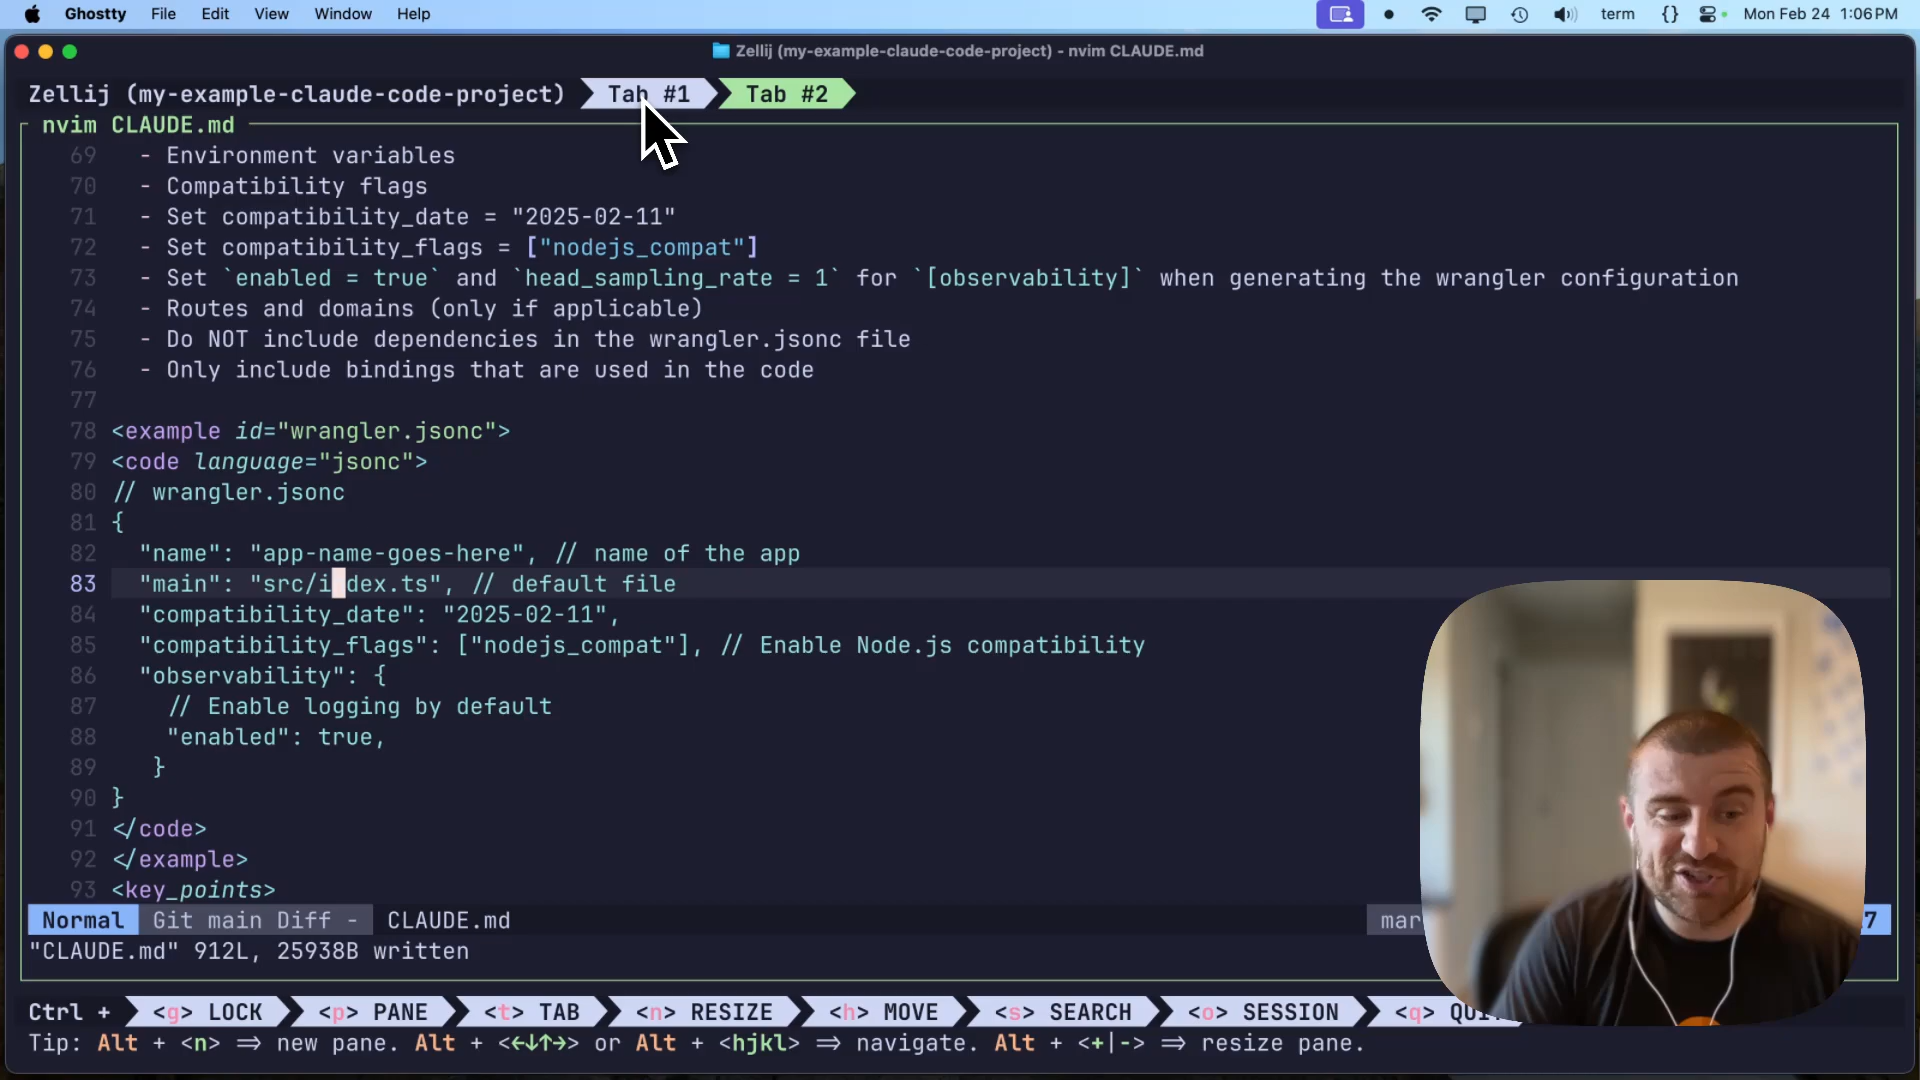 Ghostty File Edit View Window Help term {} Mon Feb 24 1:06 PM
Zellij (my-example-claude-code-project) - nvim CLAUDE.md
Zellij (my-example-claude-code-project) Tab #1 Tab #2
nvim CLAUDE.md
69 - Environment variables
70 - Compatibility flags
71 - Set compatibility_date = "2025-02-11"
72 - Set compatibility_flags = ["nodejs_compat"]
73 - Set `enabled = true` and `head_sampling_rate = 1` for `[observability]` when generating the wrangler configuration
74 - Routes and domains (only if applicable)
75 - Do NOT include dependencies in the wrangler.jsonc file
76 - Only include bindings that are used in the code
77
78 <example id="wrangler.jsonc">
79 <code language="jsonc">
80 // wrangler.jsonc
81 {
82 "name": "app-name-goes-here", // name of the app
83 "main": "src/i dex.ts", // default file
84 "compatibility_date": "2025-02-11",
85 "compatibility_flags": ["nodejs_compat"], // Enable Node.js compatibility
86 "observability": {
87 // Enable logging by default
88 "enabled": true,
89 }
90 }
91 </code>
92 </example>
93 <key_points>
Normal Git main Diff - CLAUDE.md
"CLAUDE.md" 912L, 25938B written
Ctrl + <g> LOCK <p> PANE <t> TAB <n> RESIZE <h> MOVE <s> SEARCH <o> SESSION <q>
Tip: Alt + <n> => new pane. Alt + <←↓↑→> or Alt + <hjkl> => navigate. Alt + <+|-> => resize pane.